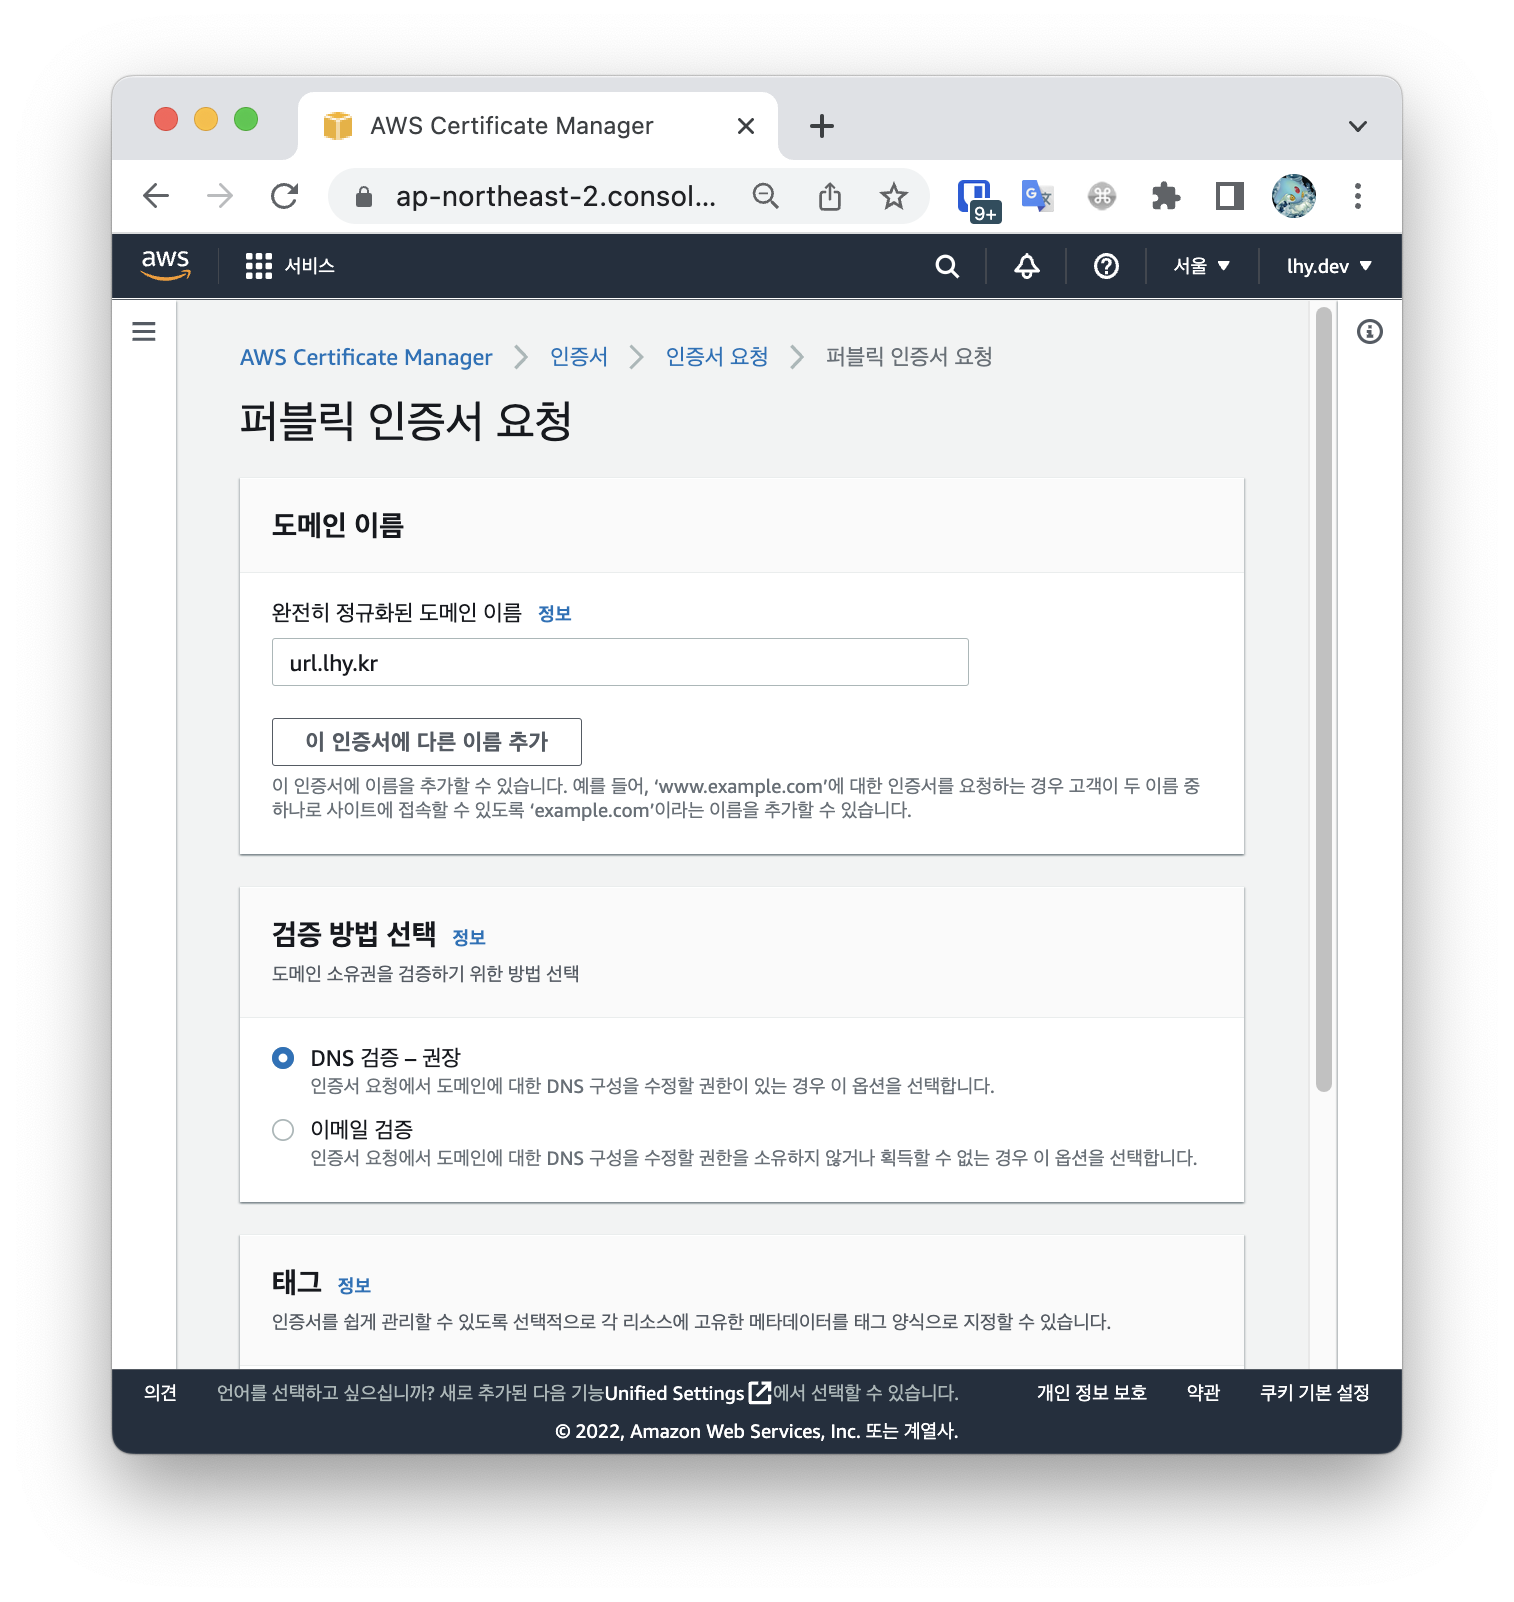 AWS Certificate Manager
ap-northeast-2.consol...
9+
aws
서비스
서울
lhy.dev
AWS Certificate Manager
인증서
인증서 요청
퍼블릭 인증서 요청
퍼블릭 인증서 요청
도메인 이름
완전히 정규화된 도메인 이름 정보
url.lhy.kr
이 인증서에 다른 이름 추가
이 인증서에 이름을 추가할 수 있습니다. 예를 들어, ‘www.example.com’에 대한 인증서를 요청하는 경우 고객이 두 이름 중
하나로 사이트에 접속할 수 있도록 ‘example.com’이라는 이름을 추가할 수 있습니다.
검증 방법 선택 정보
도메인 소유권을 검증하기 위한 방법 선택
DNS 검증 – 권장
인증서 요청에서 도메인에 대한 DNS 구성을 수정할 권한이 있는 경우 이 옵션을 선택합니다.
이메일 검증
인증서 요청에서 도메인에 대한 DNS 구성을 수정할 권한을 소유하지 않거나 획득할 수 없는 경우 이 옵션을 선택합니다.
태그 정보
인증서를 쉽게 관리할 수 있도록 선택적으로 각 리소스에 고유한 메타데이터를 태그 양식으로 지정할 수 있습니다.
의견
언어를 선택하고 싶으십니까? 새로 추가된 다음 기능Unified Settings에서 선택할 수 있습니다.
개인 정보 보호
약관
쿠키 기본 설정
© 2022, Amazon Web Services, Inc. 또는 계열사.